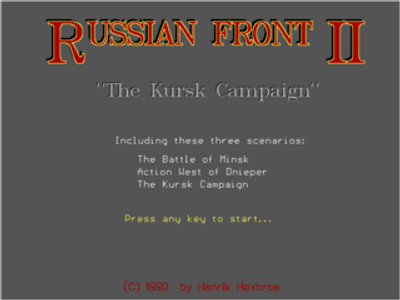 RUSSIAN FRONT II
"The Kursk Campaign"
Including these three scenarios:
The Battle of Minsk
Action West of Dnieper
The Kursk Campaign
Press any key to start...
(C) 1990 by Henrik Høxbroe